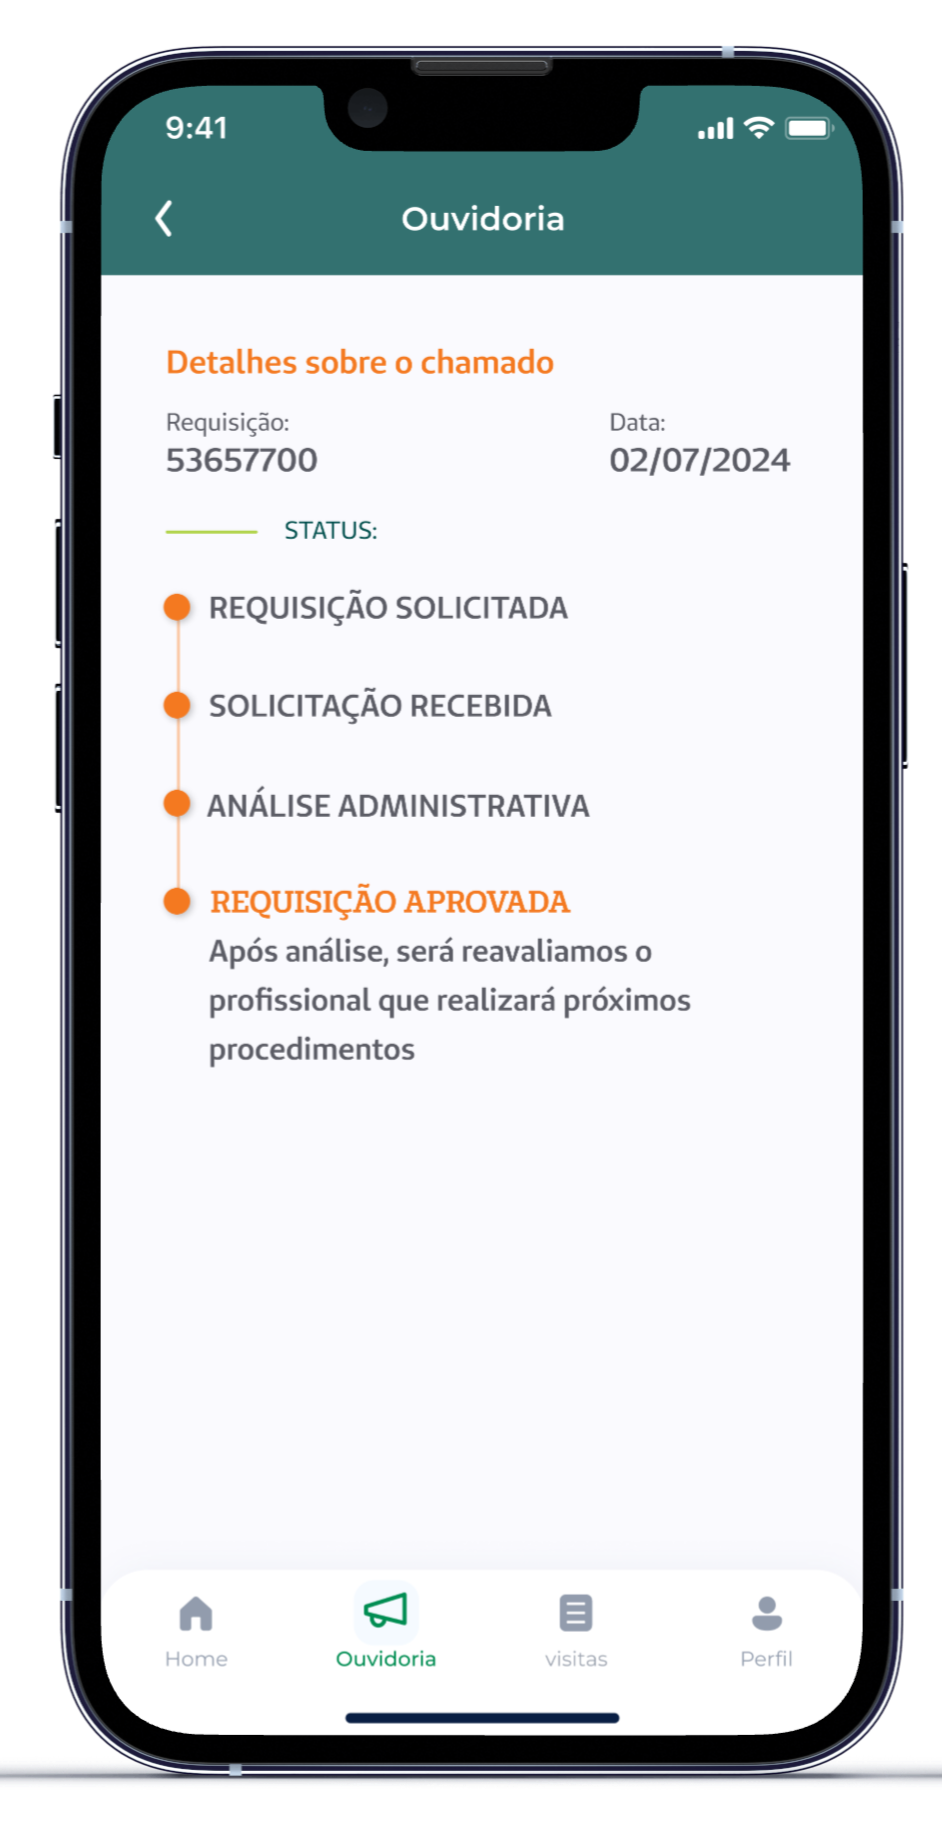 9:41
Ouvidoria
Detalhes sobre o chamado
Requisição: Data:
53657700 02/07/2024
STATUS:
REQUISIÇÃO SOLICITADA
SOLICITAÇÃO RECEBIDA
ANÁLISE ADMINISTRATIVA
REQUISIÇÃO APROVADA
Após análise, será reavaliamos o
profissional que realizará próximos
procedimentos
Home Ouvidoria visitas Perfil